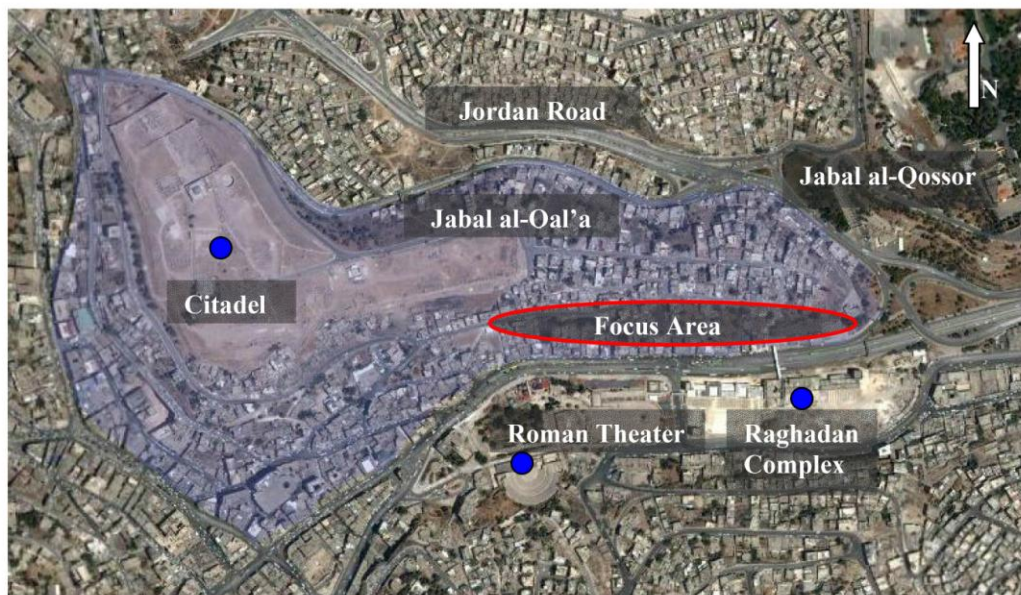 N
Jordan Road
Jabal al-Qossor
Jabal al-Oal’a
Citadel
Focus Area
Roman Theater
Raghadan
Complex